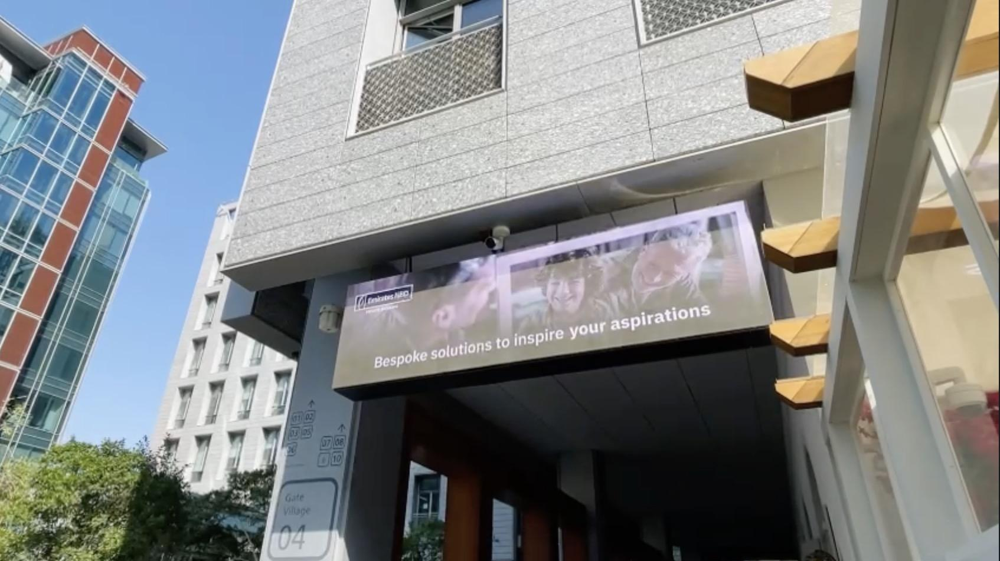 Emirates NBD
Bespoke solutions to inspire your aspirations
01 02
03 05
06
07 08
10
Gate
Village
04